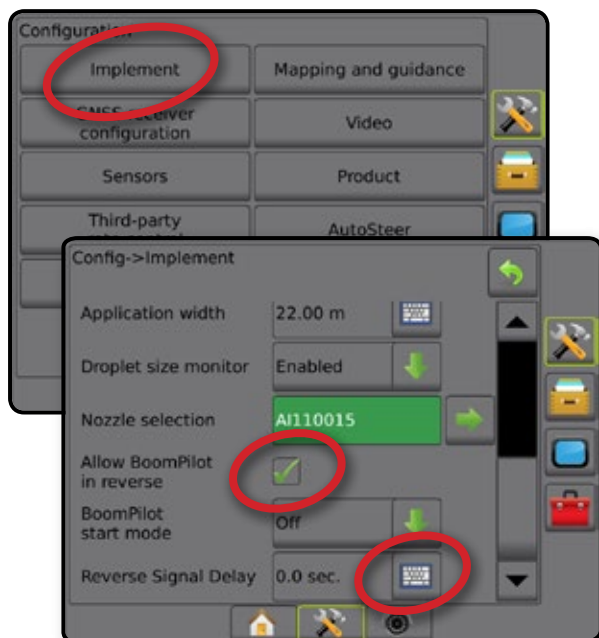 Configuration
Implement
Mapping and guidance
GNSS receiver
configuration
Video
Sensors
Product
Third-party
AutoSteer
Config->Implement
Application width
22.00 m
Droplet size monitor
Enabled
Nozzle selection
AI110015
Allow BoomPilot
in reverse
BoomPilot
start mode
Off
Reverse Signal Delay
0.0 sec.